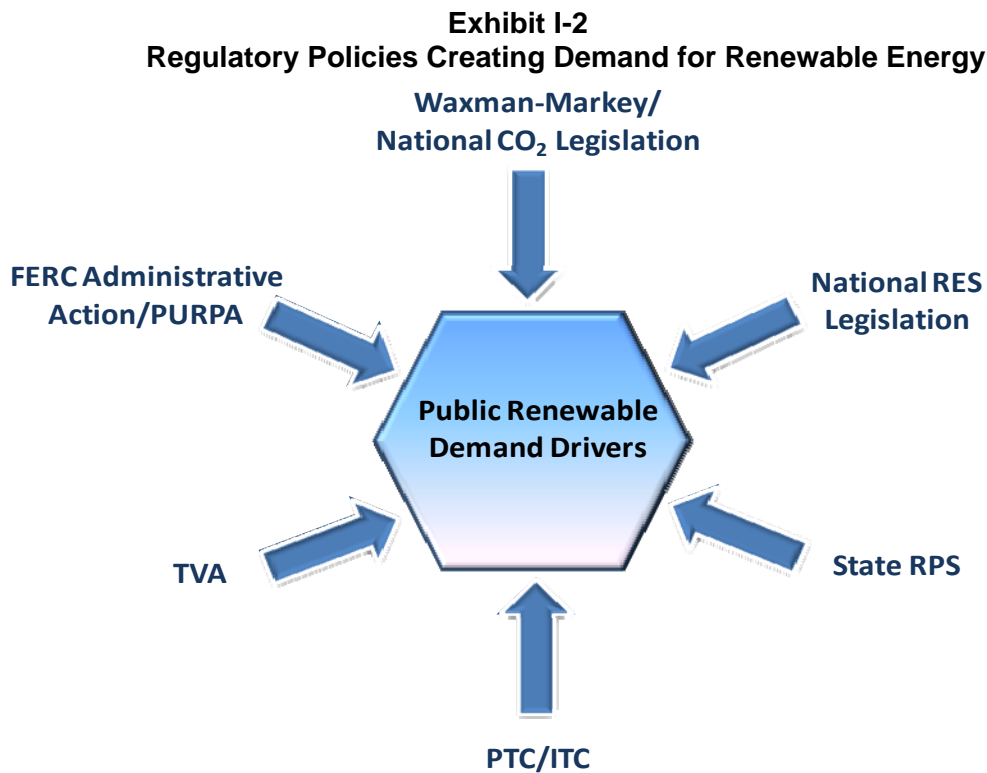 Exhibit I-2
Regulatory Policies Creating Demand for Renewable Energy
Waxman-Markey/
National CO₂ Legislation
FERC Administrative
Action/PURPA
National RES
Legislation
Public Renewable
Demand Drivers
TVA
State RPS
PTC/ITC